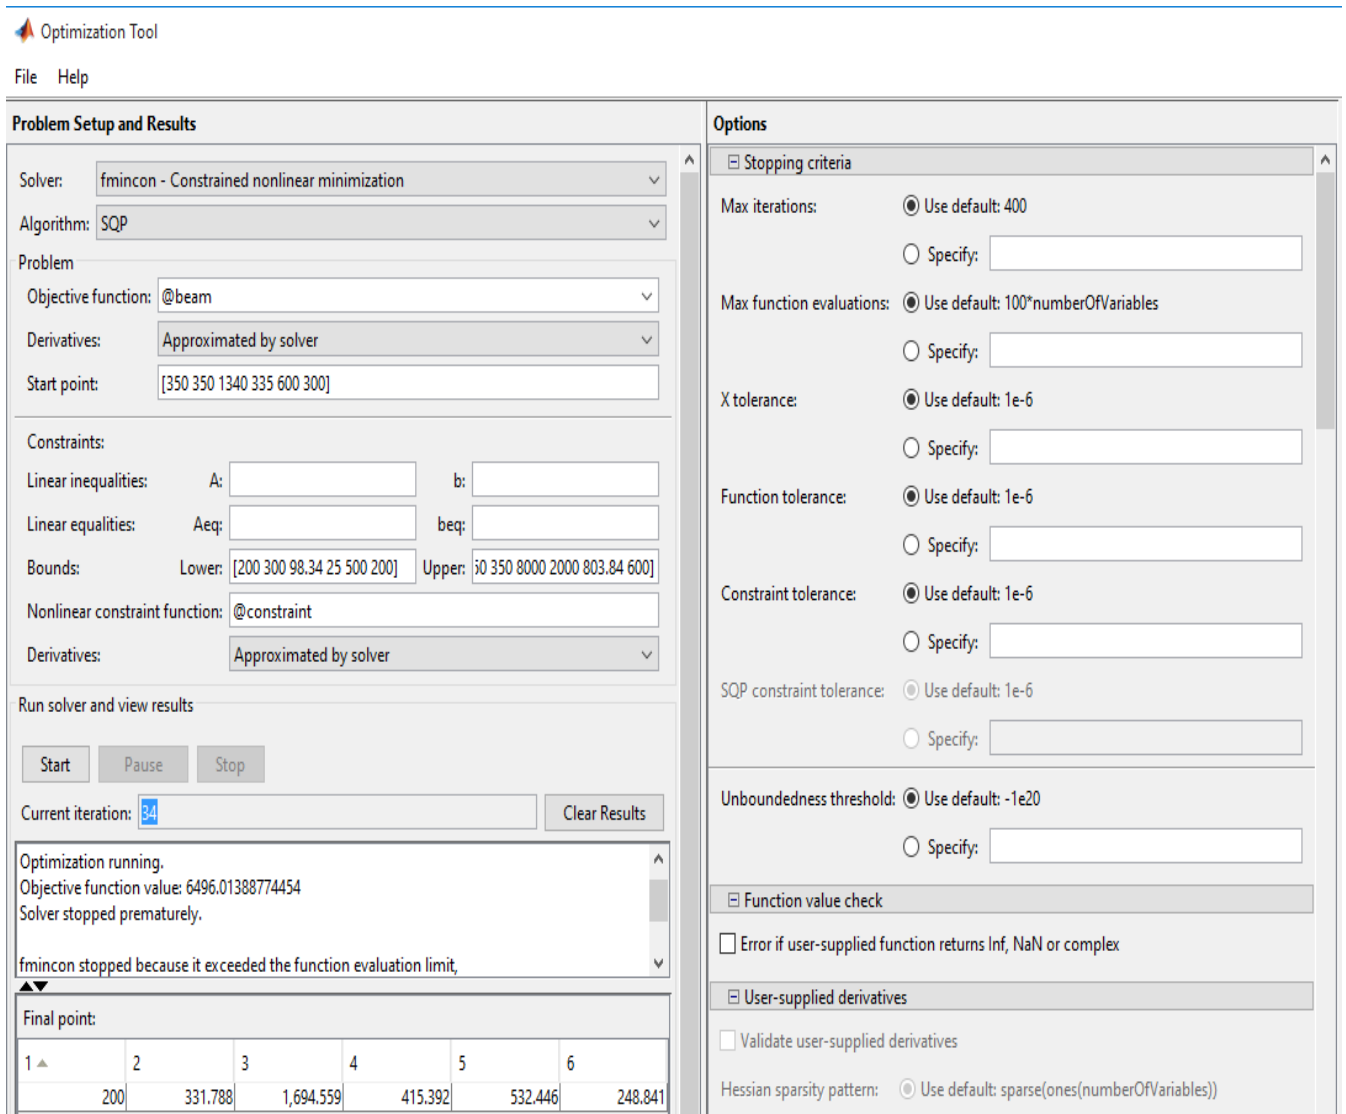 Optimization Tool
File Help
Problem Setup and Results
Solver: fmincon - Constrained nonlinear minimization
Algorithm: SQP
Problem
Objective function: @beam
Derivatives: Approximated by solver
Start point: [350 350 1340 335 600 300]
Constraints:
Linear inequalities: A: b:
Linear equalities: Aeq: beq:
Bounds: Lower: [200 300 98.34 25 500 200] Upper: 50 350 8000 2000 803.84 600]
Nonlinear constraint function: @constraint
Derivatives: Approximated by solver
Run solver and view results
Start Pause Stop
Current iteration: 34 Clear Results
Optimization running.
Objective function value: 6496.01388774454
Solver stopped prematurely.
fmincon stopped because it exceeded the function evaluation limit,
Final point:
1 2 3 4 5 6
200 331.788 1,694.559 415.392 532.446 248.841
Options
Stopping criteria
Max iterations: Use default: 400
Specify:
Max function evaluations: Use default: 100*numberOfVariables
Specify:
X tolerance: Use default: 1e-6
Specify:
Function tolerance: Use default: 1e-6
Specify:
Constraint tolerance: Use default: 1e-6
Specify:
SQP constraint tolerance: Use default: 1e-6
Specify:
Unboundedness threshold: Use default: -1e20
Specify:
Function value check
Error if user-supplied function returns Inf, NaN or complex
User-supplied derivatives
Validate user-supplied derivatives
Hessian sparsity pattern: Use default: sparse(ones(numberOfVariables))